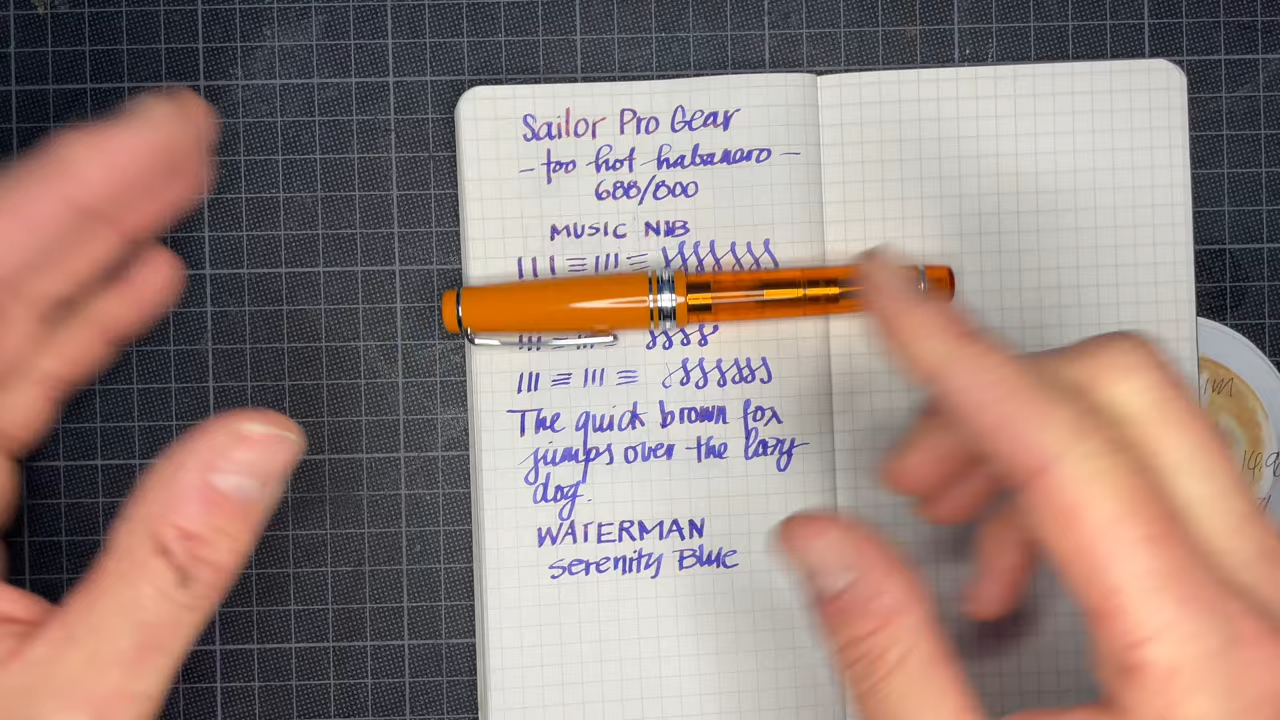 Sailor Pro Gear
- too hot habanero -
688/800
MUSIC NIB
The quick brown fox
jumps over the lazy
dog.
WATERMAN
serenity Blue